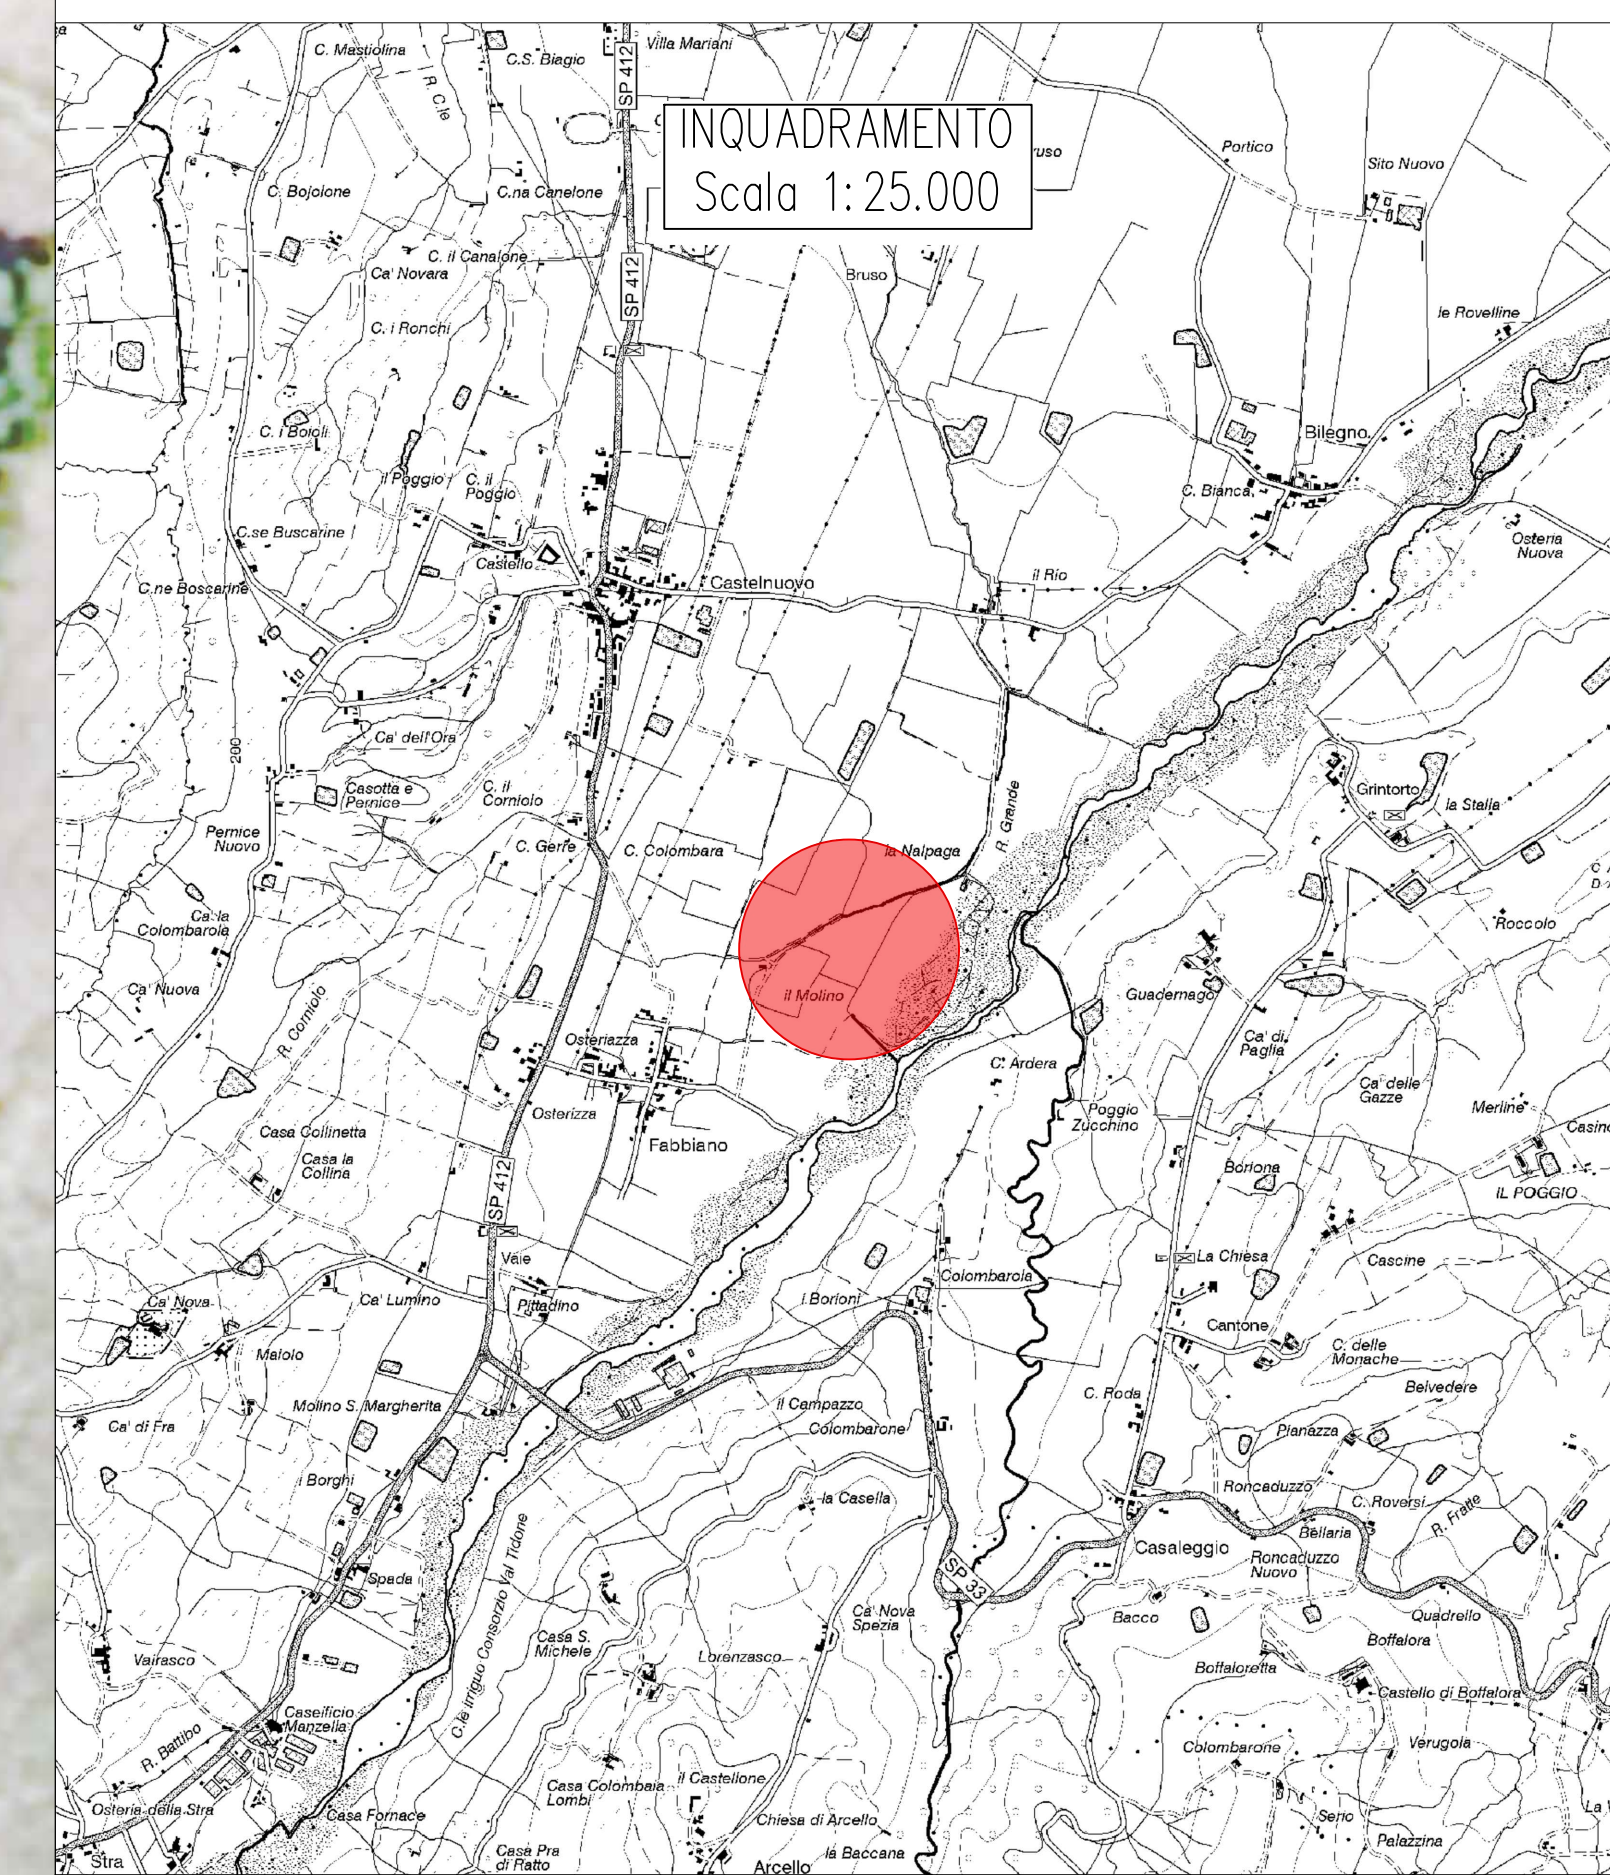 C. Mastiolina
C.S. Biagio
SP 412
Villa Mariani
R. C.le
INQUADRAMENTO
Scala 1:25.000
Portico
Sito Nuovo
C. Bojolone
C.na Canelone
C. il Canalone
Ca' Novara
SP 412
Bruso
C. i Ronchi
le Rovelline
C. i Boioli
Bilegno
il Poggio
C. il
Poggio
C. Bianca
C.se Buscarine
Osteria
Nuova
Castello
Castelnuovo
il Rio
C.ne Boscarine
200
Ca' dell'Ora
Casotta e
Pernice
C. il
Corniolo
Grintorto
la Stalla
R. Grande
Pernice
Nuovo
C. Gerre
C. Colombara
la Nalpaga
Ca' la
Colombarola
Roccolo
Ca' Nuova
il Molino
Guadernago
R. Corniolo
Osteriazza
Ca' di
Paglia
C. Ardera
Ca' delle
Gazze
Osterizza
Poggio
Zucchino
Merline
Casa Collinetta
Fabbiano
Casa la
Collina
Boriona
IL POGGIO
SP 412
Vaie
La Chiesa
Cascine
Colombarola
Ca' Nova
Ca' Lumino
Pittadino
i Borioni
Cantone
Malolo
C. delle
Monache
Belvedere
C. Roda
Molino S. Margherita
il Campazzo
Ca' di Fra
Colombarone
Pianazza
i Borghi
Roncaduzzo
la Casella
C. Roversi
R. Fratte
Bellaria
Casaleggio
Roncaduzzo
Nuovo
C.le irriguo Consorzio Val Tidone
Spada
SP 33
Ca' Nova
Spezia
Bacco
Quadrello
Casa S.
Michele
Boffalora
Vairasco
Lorenzasco
Boffaloretta
Castello di Boffalora
Caseificio
Manzella
R. Battibo
Colombarone
Verugola
Casa Colombaia
Lombi
il Castellone
Osteria della Stra
Casa Fornace
Chiesa di Arcello
Serio
Palazzina
Stra
Casa Pra
di Ratto
la Baccana
Arcello